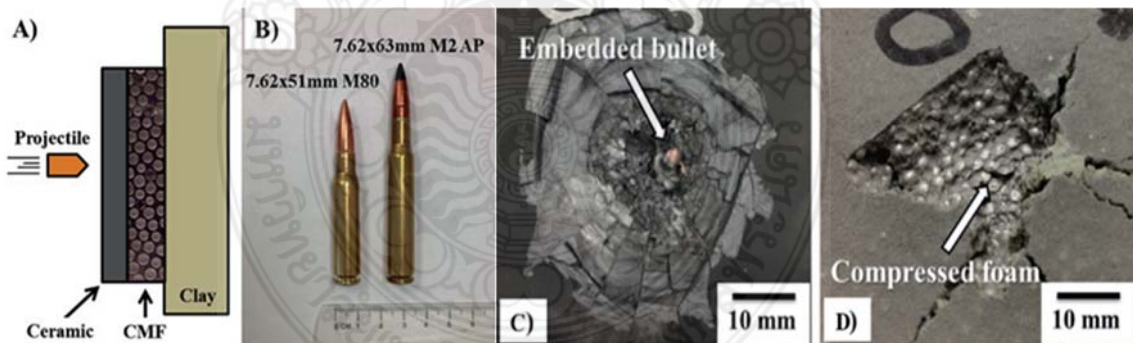 A)
Projectile
Ceramic
CMF
Clay
B)
7.62x63mm M2 AP
7.62x51mm M80
Embedded bullet
C)
10 mm
Compressed foam
D)
10 mm